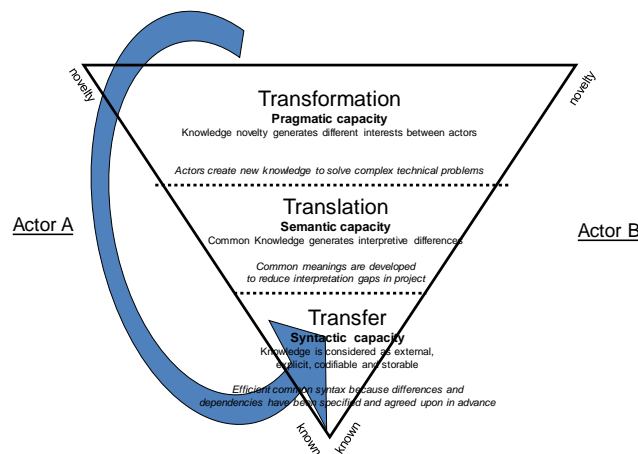 novelty
novelty
Transformation
Pragmatic capacity
Knowledge novelty generates different interests between actors
Actors create new knowledge to solve complex technical problems
Translation
Actor A
Semantic capacity
Actor B
Common Knowledge generates interpretive differences
Common meanings are developed
to reduce interpretation gaps in project
Transfer
Syntactic capacity
Knowledge is considered as external,
explicit, codifiable and storable
Efficient common syntax because differences and
dependencies have been specified and agreed upon in advance
known
known